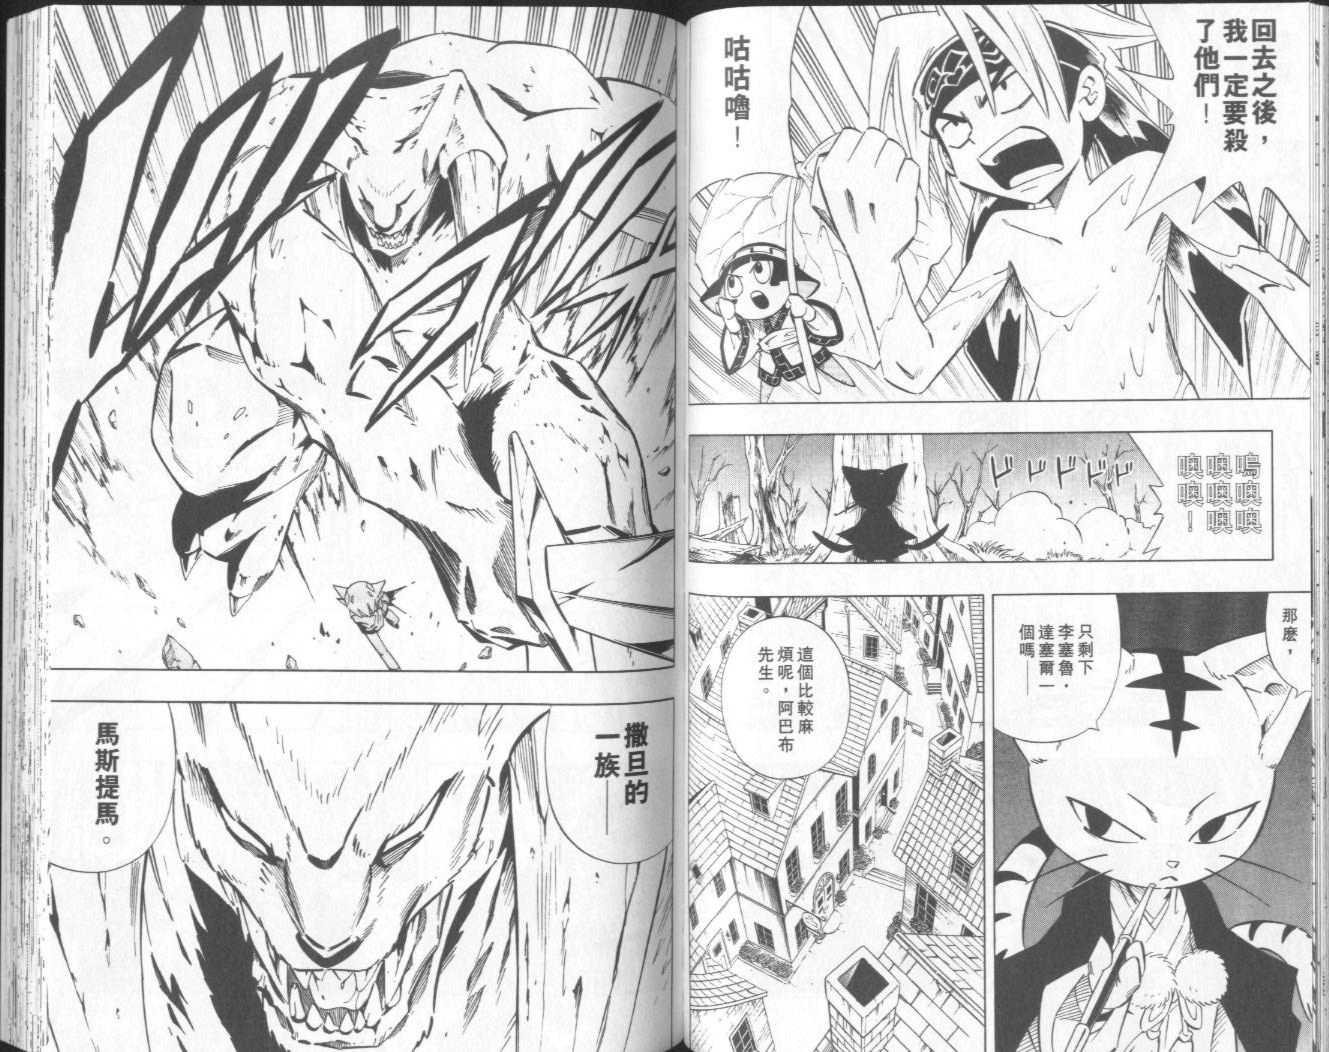 回去之後，
我一定要殺
了他們！
咕咕嚕！
嗚噢噢
噢噢噢
噢噢！
ドドドドドド
那麽，
只剩下
李塞魯·
達塞爾一
個嗎——
這個比較麻
煩呢，阿巴布
先生。
撒旦的
一族——
馬斯提馬。